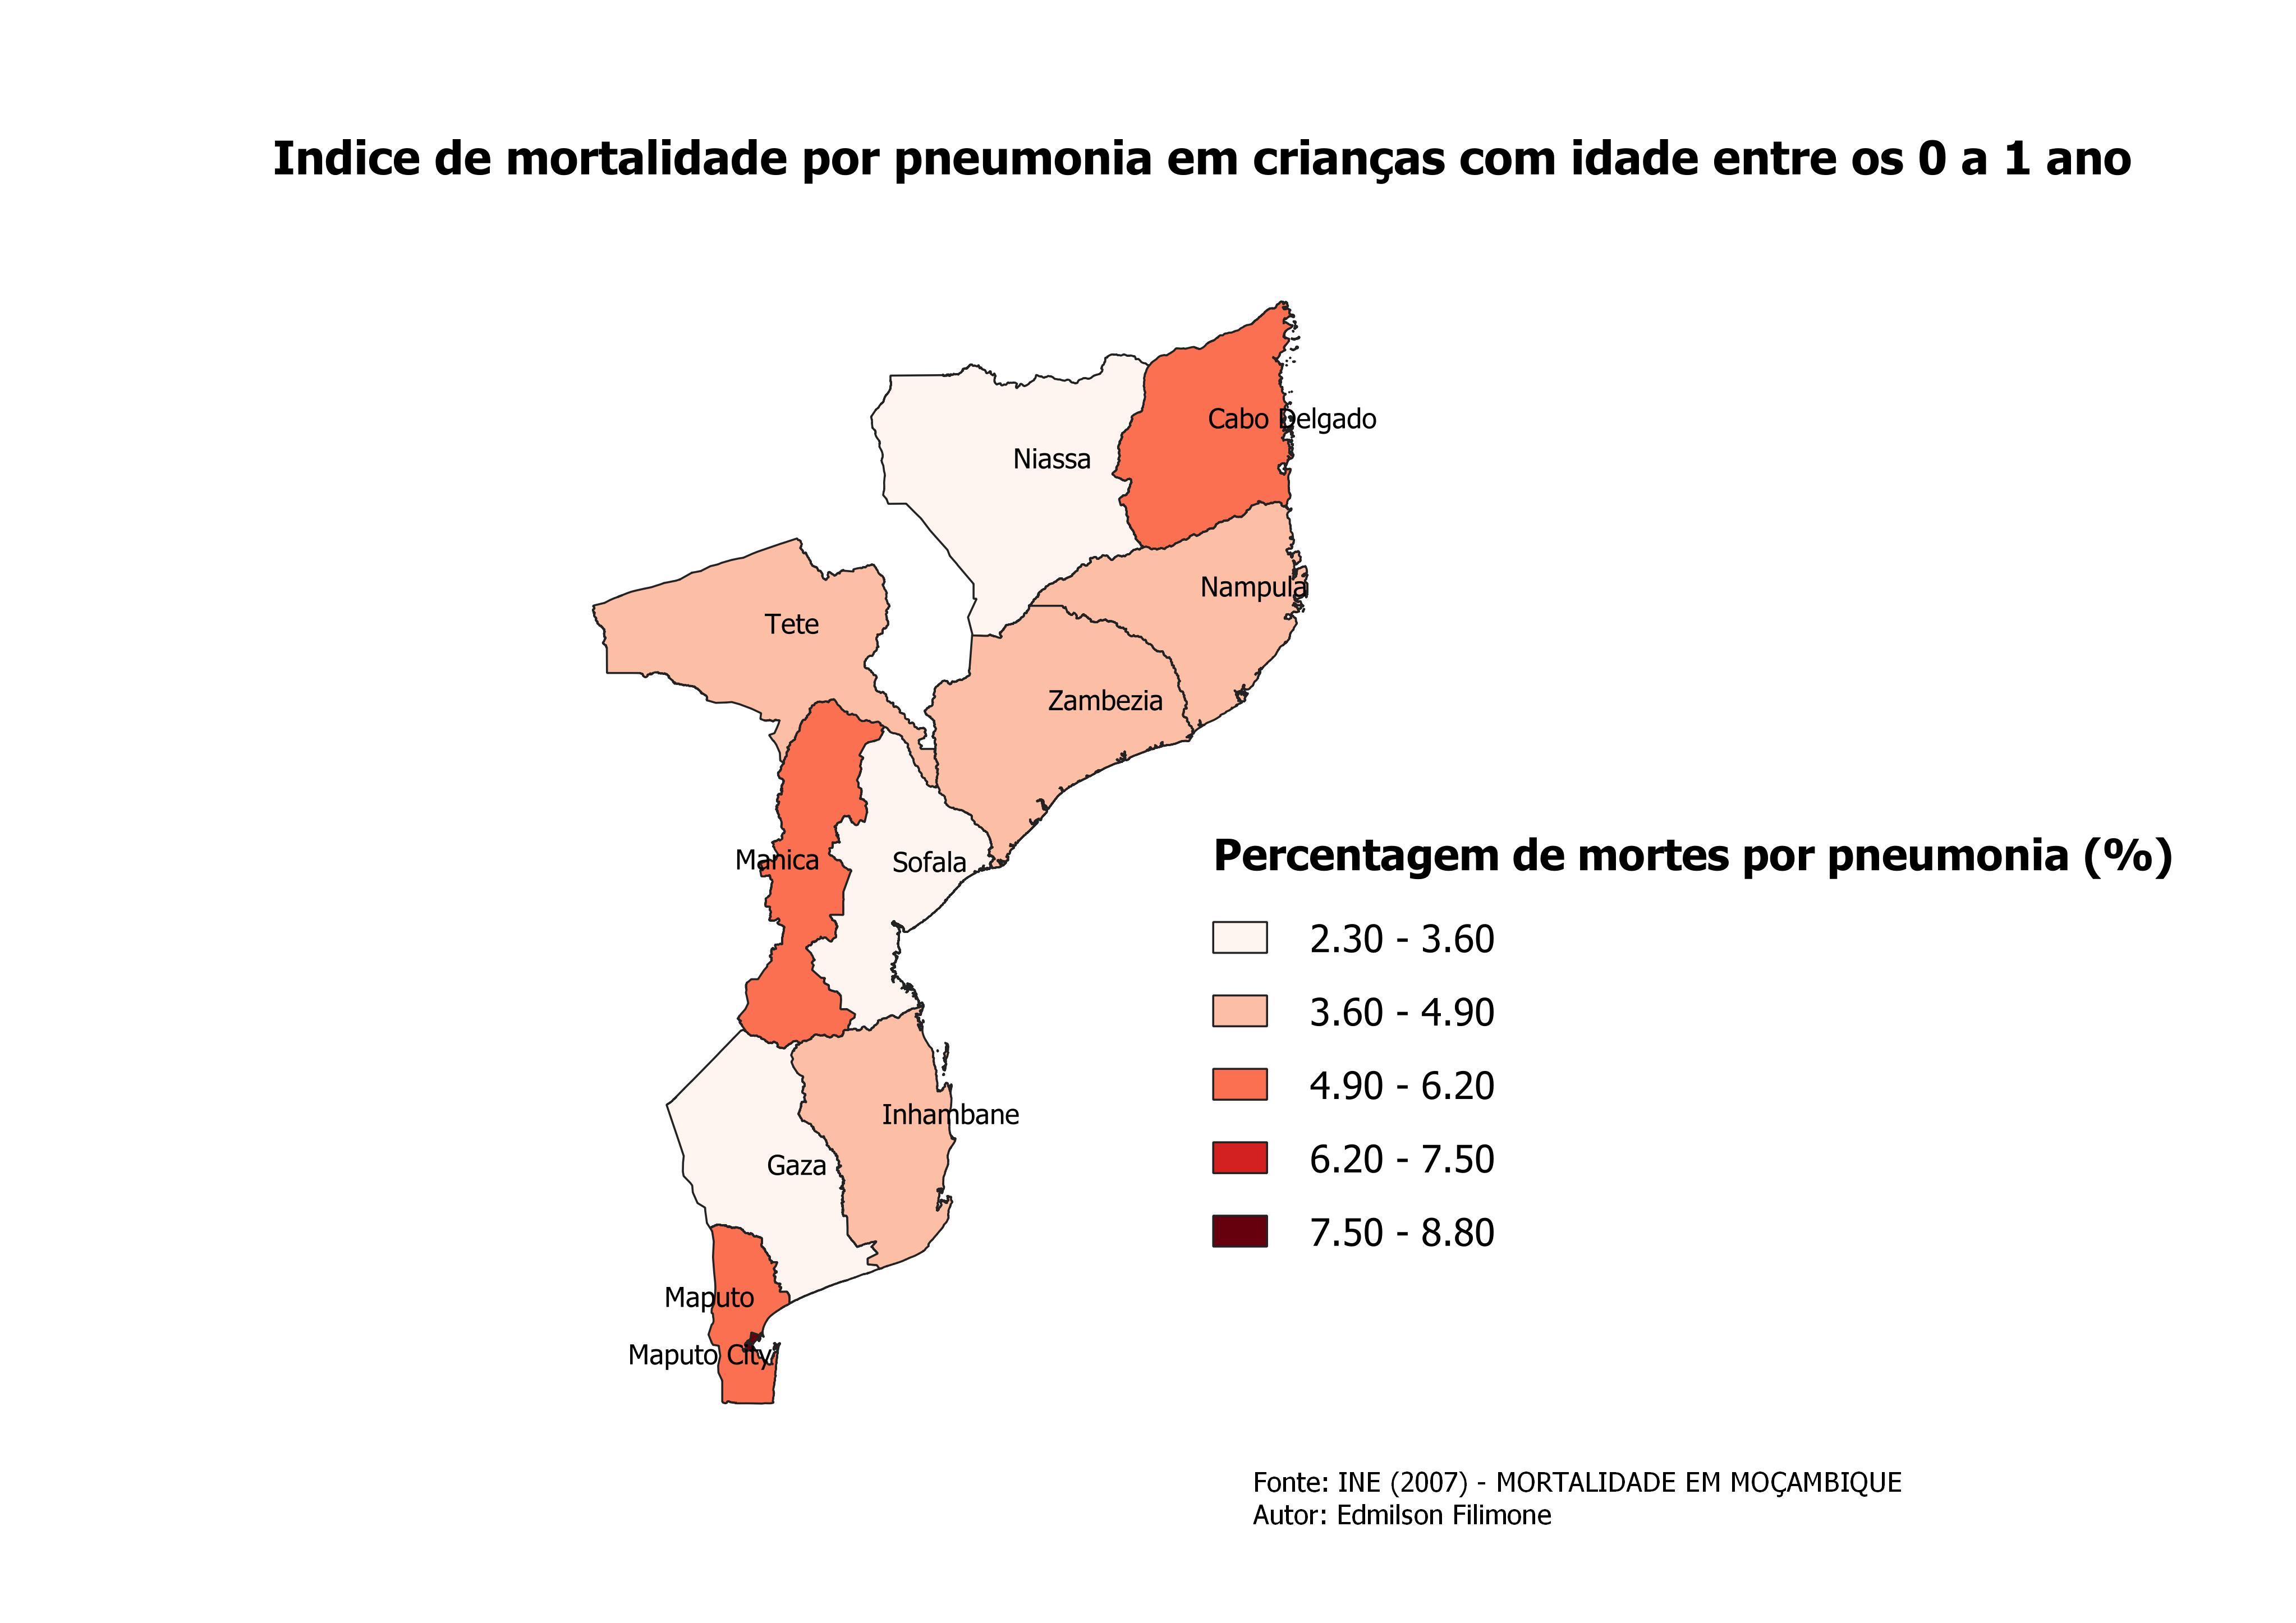 Indice de mortalidade por pneumonia em crianças com idade entre os 0 a 1 ano
Cabo Delgado
Niassa
Nampula
Tete
Zambezia
Manica
Sofala
Inhambane
Gaza
Maputo
Maputo City
Percentagem de mortes por pneumonia (%)
2.30 - 3.60
3.60 - 4.90
4.90 - 6.20
6.20 - 7.50
7.50 - 8.80
Fonte: INE (2007) - MORTALIDADE EM MOÇAMBIQUE
Autor: Edmilson Filimone